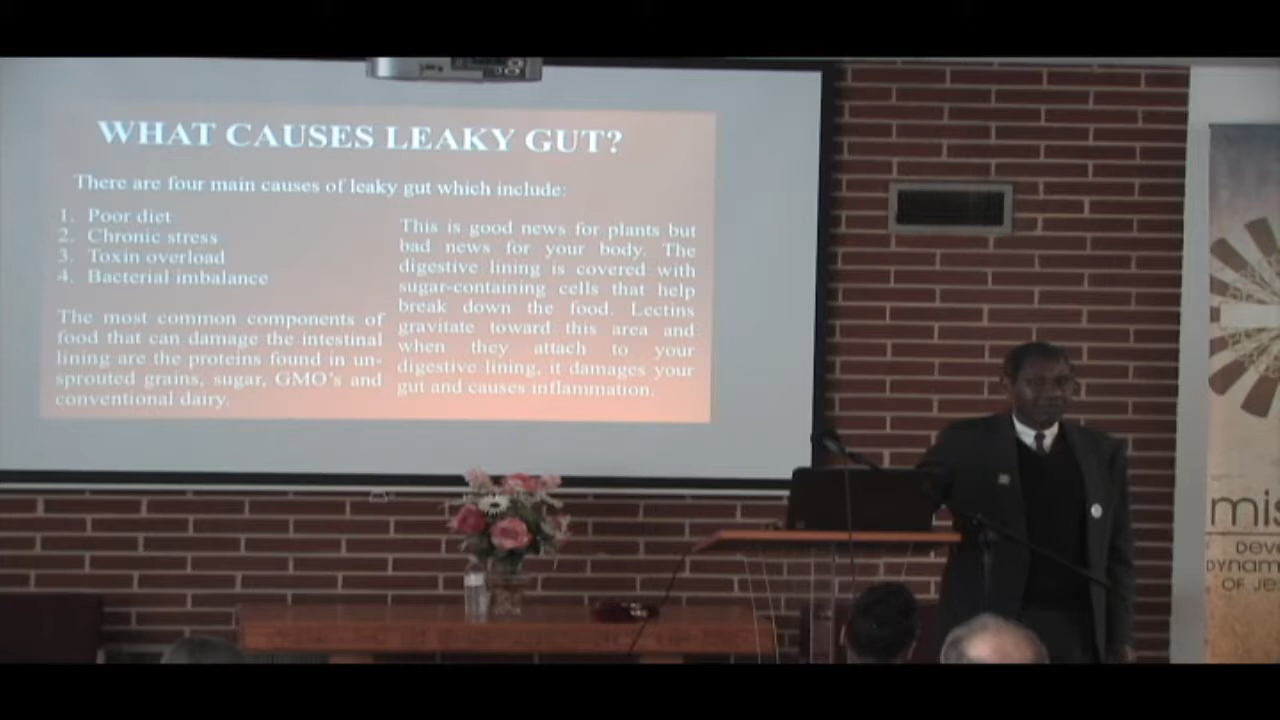 WHAT CAUSES LEAKY GUT?
There are four main causes of leaky gut which include:
1. Poor diet
2. Chronic stress
3. Toxin overload
4. Bacterial imbalance
The most common components of
food that can damage the intestinal
lining are the proteins found in un-
sprouted grains, sugar, GMO's and
conventional dairy.
This is good news for plants but
bad news for your body. The
digestive lining is covered with
sugar-containing cells that help
break down the food. Lectins
gravitate toward this area and
when they attach to your
digestive lining, it damages your
gut and causes inflammation.
mis
Deve
Dynam
OF Je